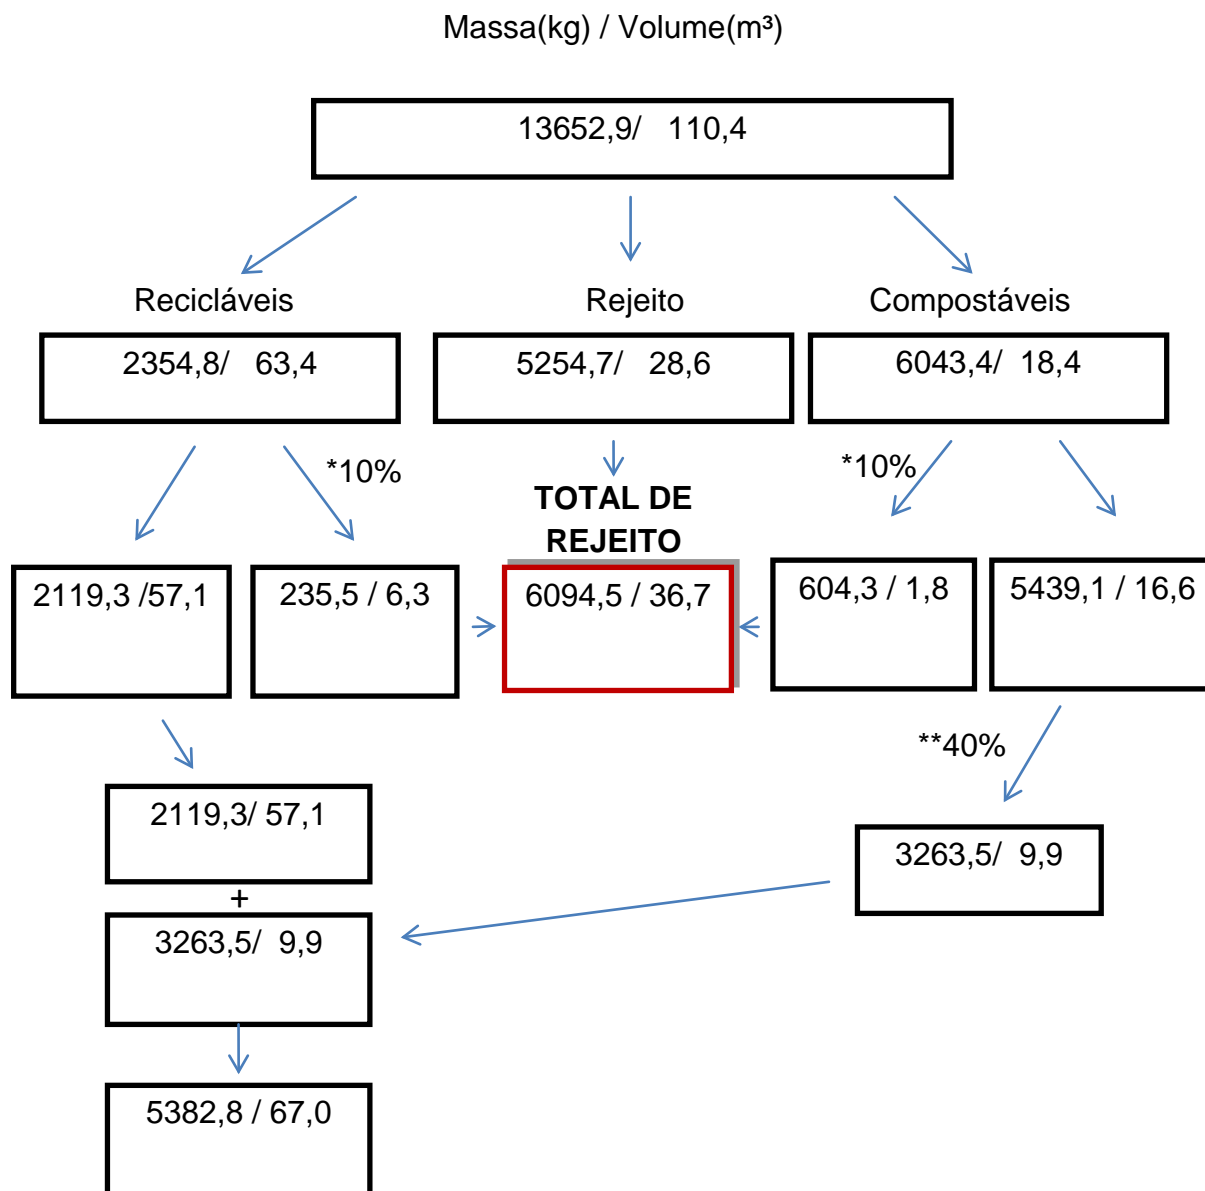 Massa(kg) / Volume(m³)
13652,9/ 110,4
Recicláveis
Rejeito
Compostáveis
2354,8/ 63,4
5254,7/ 28,6
6043,4/ 18,4
*10%
*10%
TOTAL DE
REJEITO
2119,3 /57,1
235,5 / 6,3
6094,5 / 36,7
604,3 / 1,8
5439,1 / 16,6
**40%
2119,3/ 57,1
3263,5/ 9,9
+
3263,5/ 9,9
5382,8 / 67,0